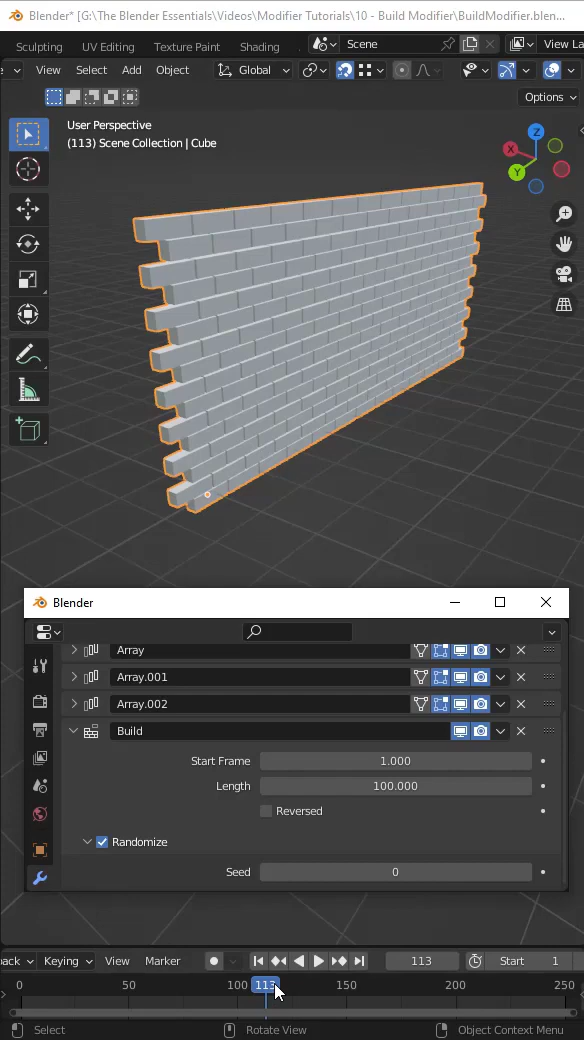 Blender* [G:\The Blender Essentials\Videos\Modifier Tutorials\10 - Build Modifier\BuildModifier.blen...
Sculpting UV Editing Texture Paint Shading Scene View La
View Select Add Object Global
Options
User Perspective
(113) Scene Collection | Cube
Z
X
Y
Blender
Array
Array.001
Array.002
Build
Start Frame 1.000
Length 100.000
Reversed
Randomize
Seed 0
back Keying View Marker 113 Start 1
0 50 100 113 150 200 250
Select Rotate View Object Context Menu